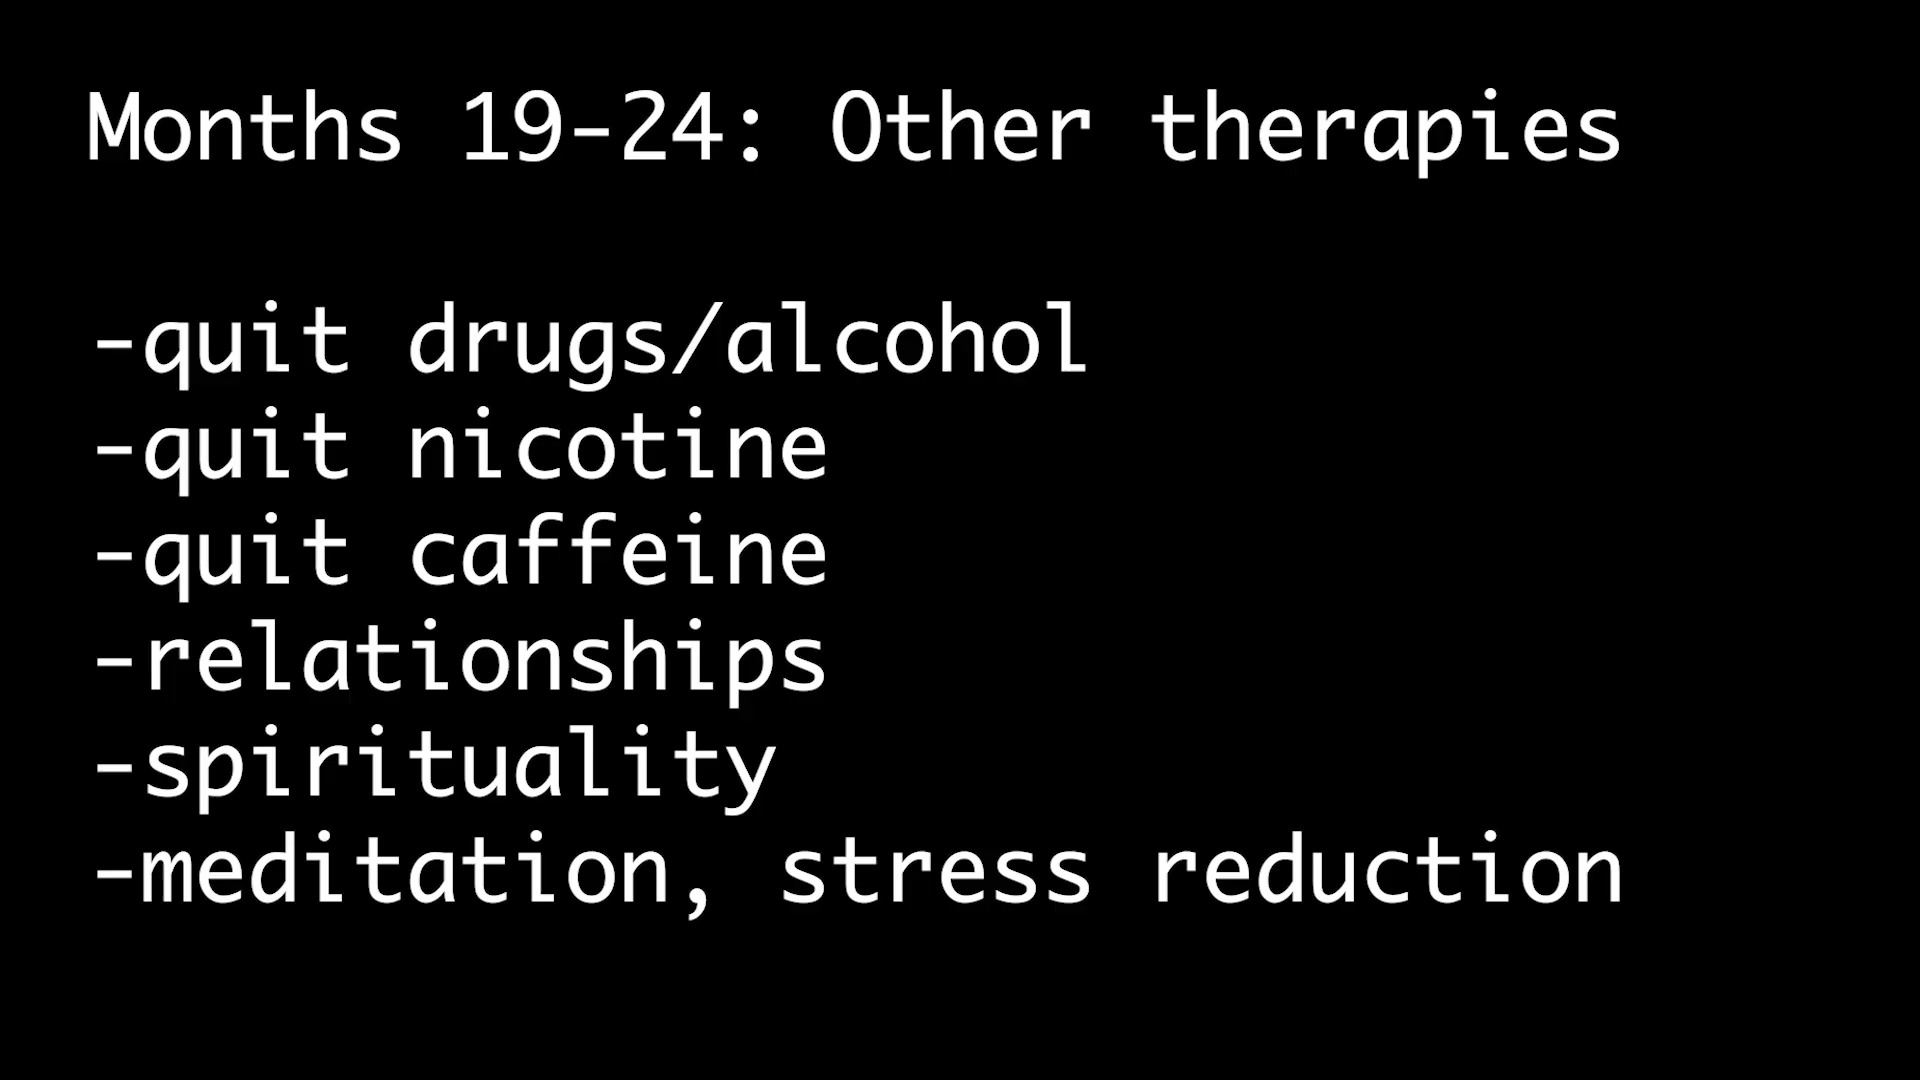 Months 19-24: Other therapies
-quit drugs/alcohol
-quit nicotine
-quit caffeine
-relationships
-spirituality
-meditation, stress reduction